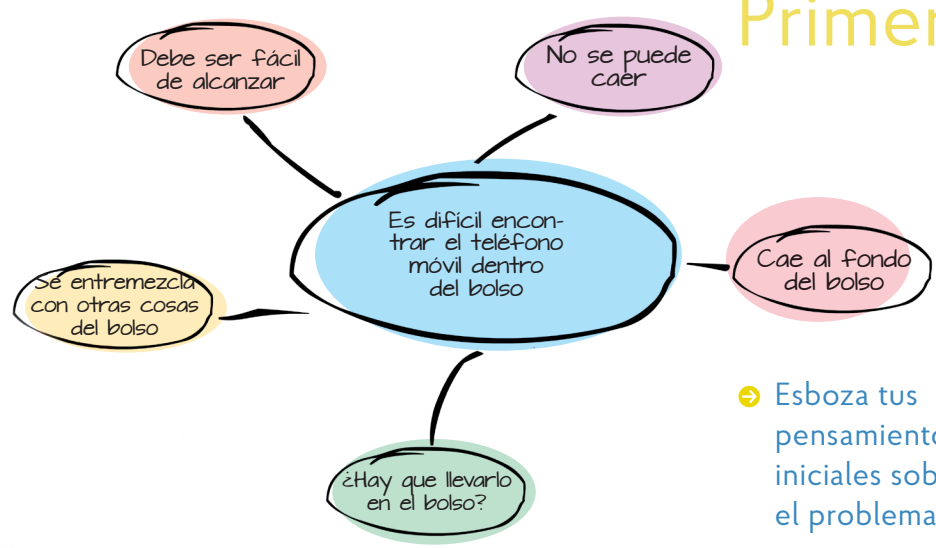 Primer
Debe ser fácil
de alcanzar
No se puede
caer
Es difícil encon-
trar el teléfono
móvil dentro
del bolso
Cae al fondo
del bolso
Se entremezcla
con otras cosas
del bolso
¿Hay que llevarlo
en el bolso?
Esboza tus
pensamiento
iniciales sob
el problema